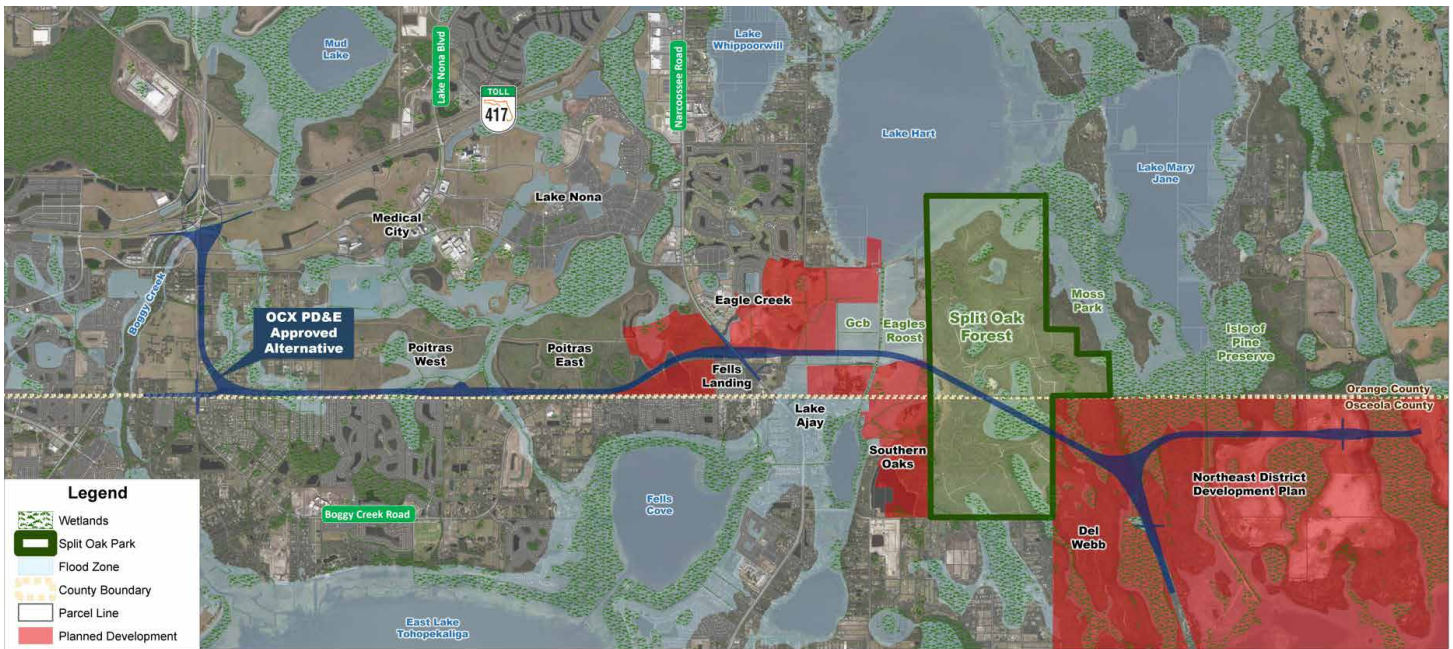 Mud
Lake
Lake Nona Blvd
TOLL
417
Narcoossee Road
Lake
Whippoorwill
Lake Hart
Lake Mary
Jane
Lake Nona
Medical
City
Boggy Creek
OCX PD&E
Approved
Alternative
Poitras
West
Poitras
East
Eagle Creek
Fells
Landing
Gcb
Eagles
Roost
Split Oak
Forest
Moss
Park
Isle of
Pine
Preserve
Orange County
Osceola County
Lake
Ajay
Southern
Oaks
Northeast District
Development Plan
Del
Webb
Fells
Cove
Boggy Creek Road
East Lake
Tohopekaliga
Legend
Wetlands
Split Oak Park
Flood Zone
County Boundary
Parcel Line
Planned Development